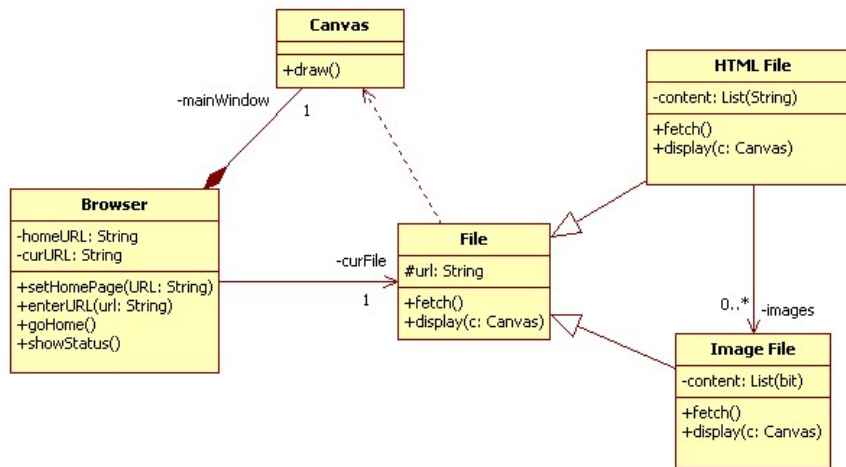 Canvas
+draw()
-mainWindow
1
Browser
-homeURL: String
-curURL: String
+setHomePage(URL: String)
+enterURL(url: String)
+goHome()
+showStatus()
-curFile
1
File
#url: String
+fetch()
+display(c: Canvas)
HTML File
-content: List(String)
+fetch()
+display(c: Canvas)
0..*
-images
Image File
-content: List(bit)
+fetch()
+display(c: Canvas)